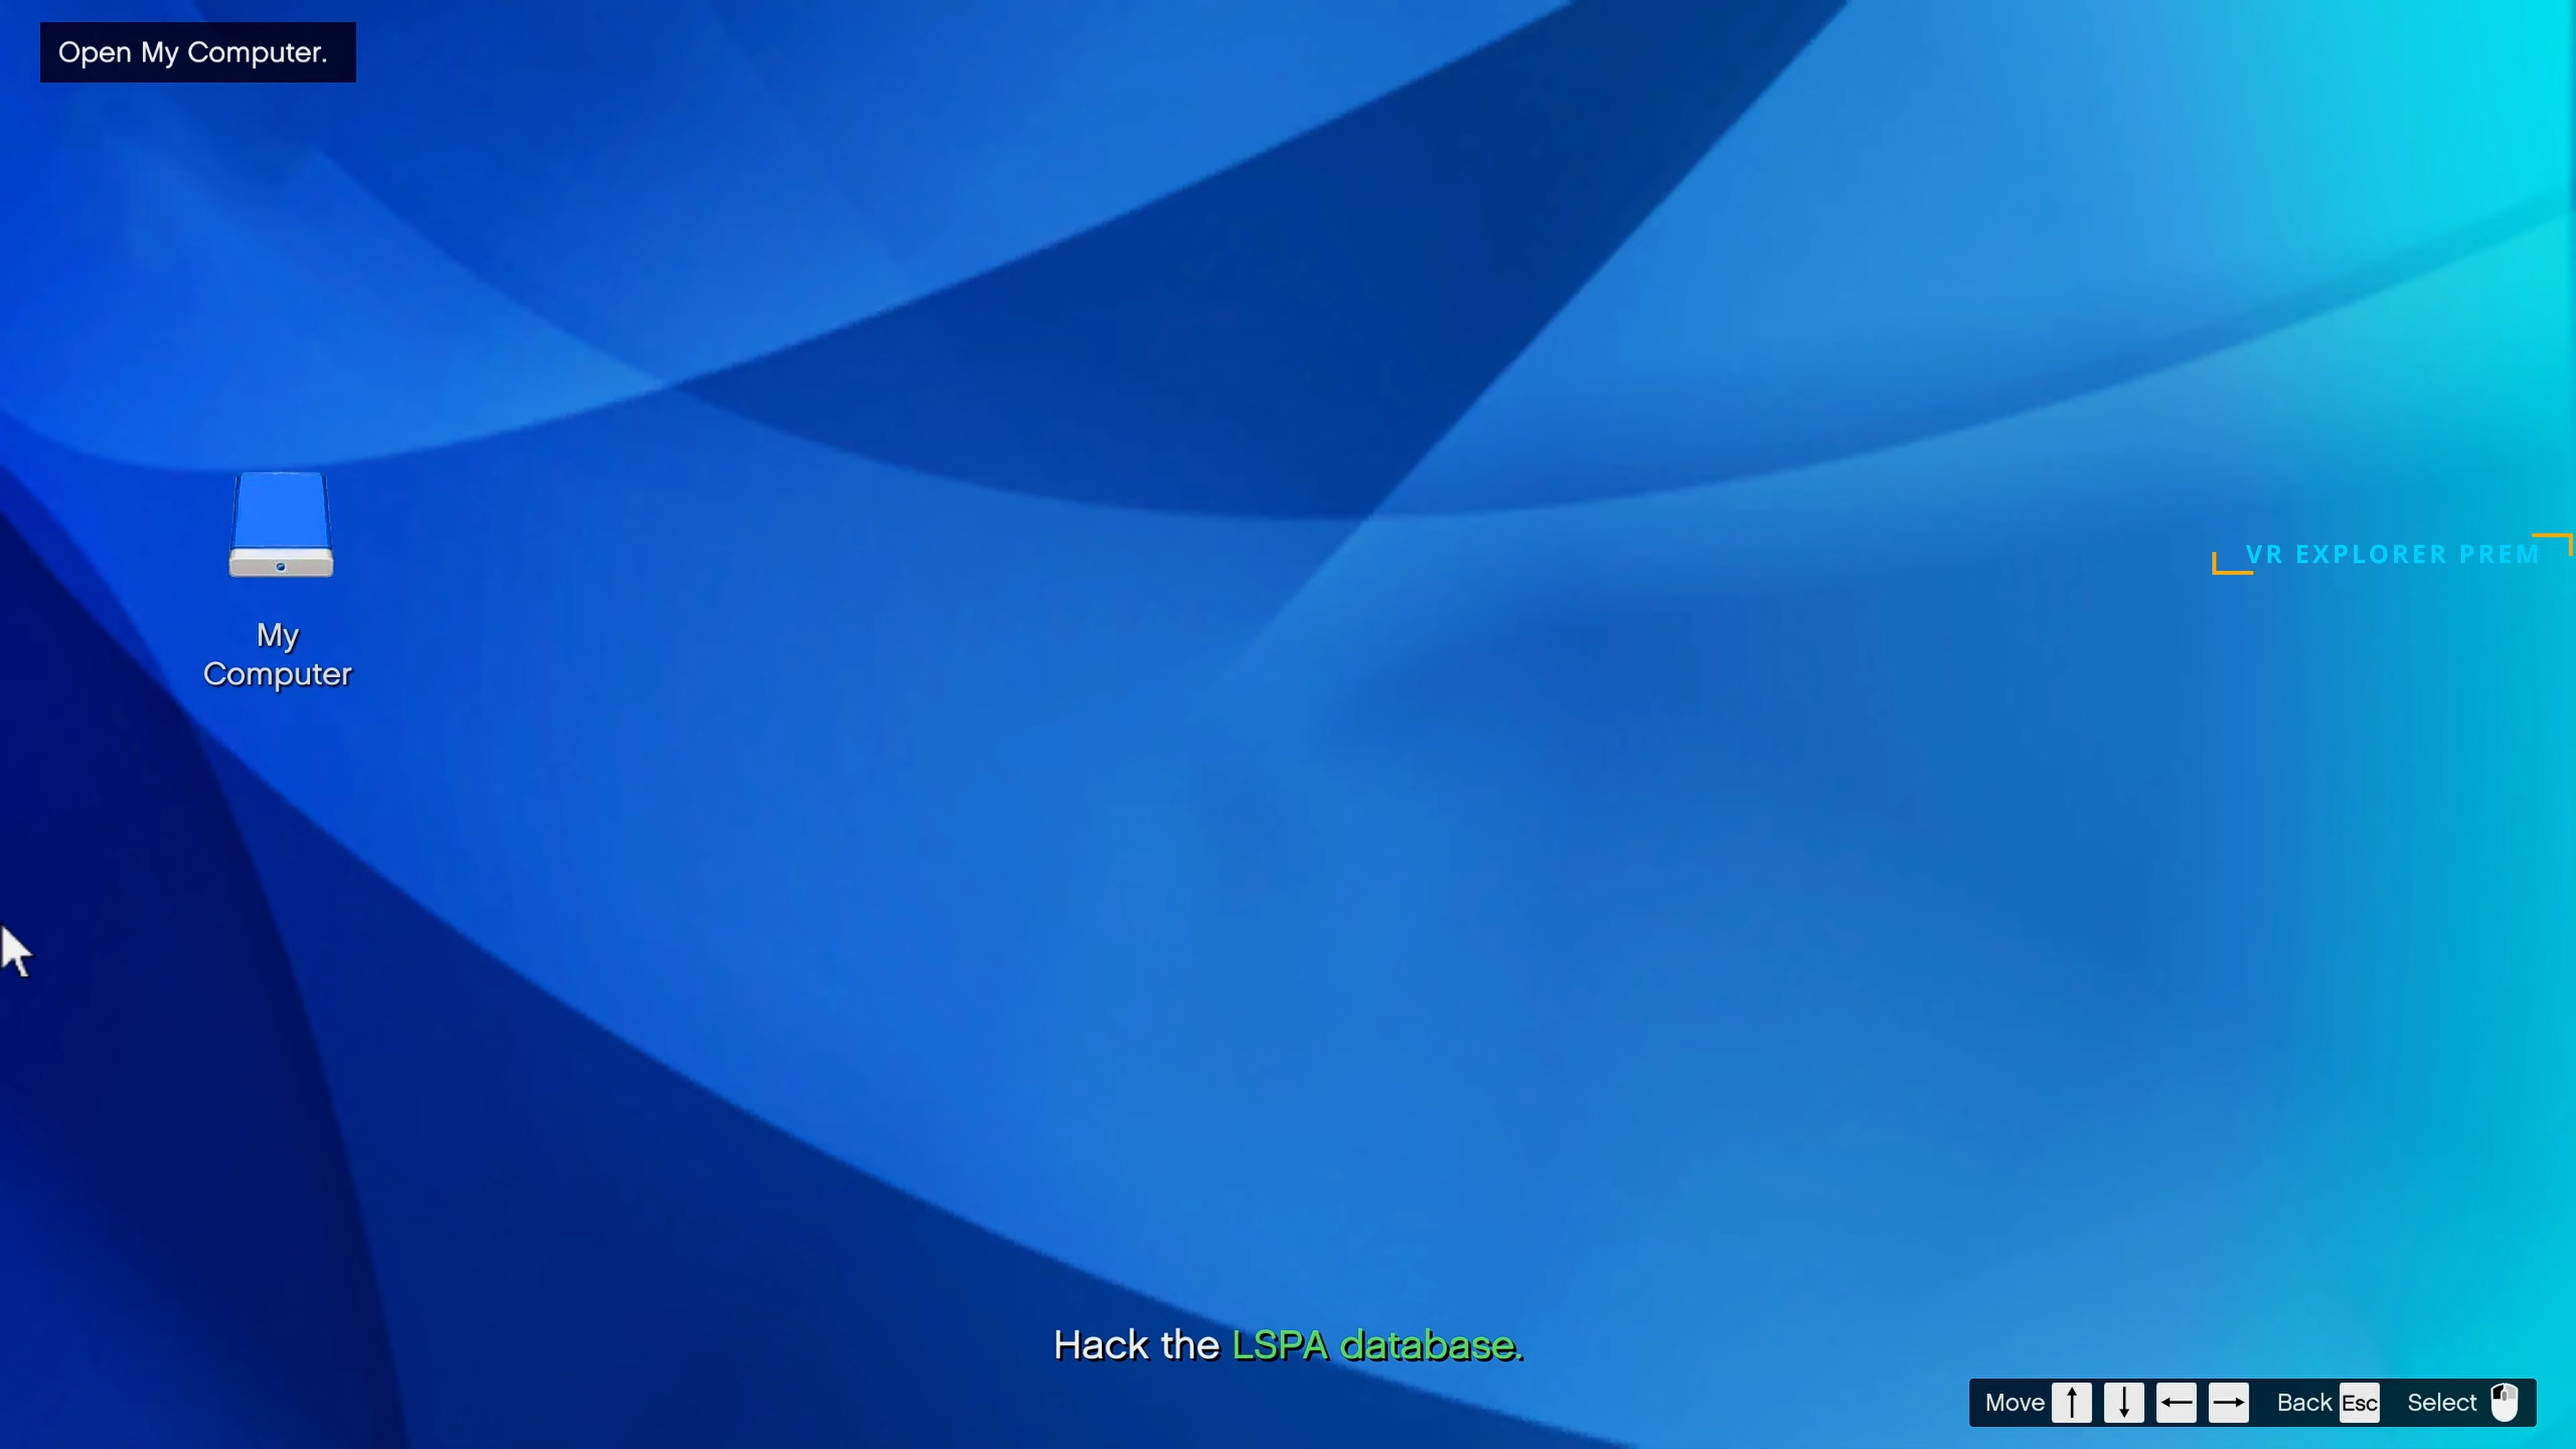 Open My Computer.
VR EXPLORER PREM
My
Computer
Hack the LSPA database.
Move Back Esc Select